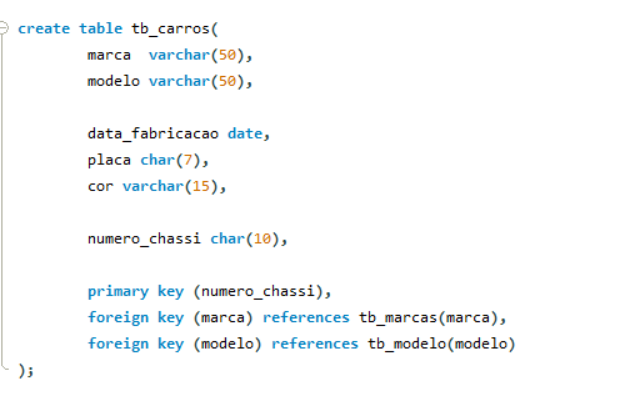 create table tb_carros(
marca  varchar(50),
modelo varchar(50),
data_fabricacao date,
placa char(7),
cor varchar(15),
numero_chassi char(10),
primary key (numero_chassi),
foreign key (marca) references tb_marcas(marca),
foreign key (modelo) references tb_modelo(modelo)
);